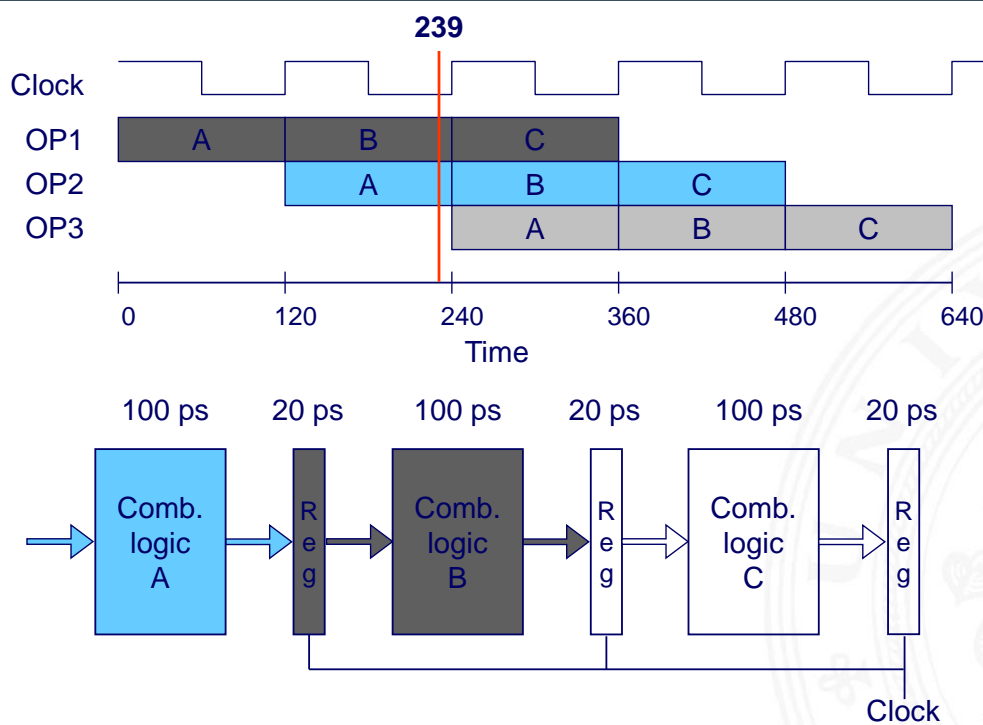 239
Clock
OP1 A B C
OP2 A B C
OP3 A B C
0 120 240 360 480 640
Time
100 ps 20 ps 100 ps 20 ps 100 ps 20 ps
Comb.
logic
A
R
e
g
Comb.
logic
B
R
e
g
Comb.
logic
C
R
e
g
Clock